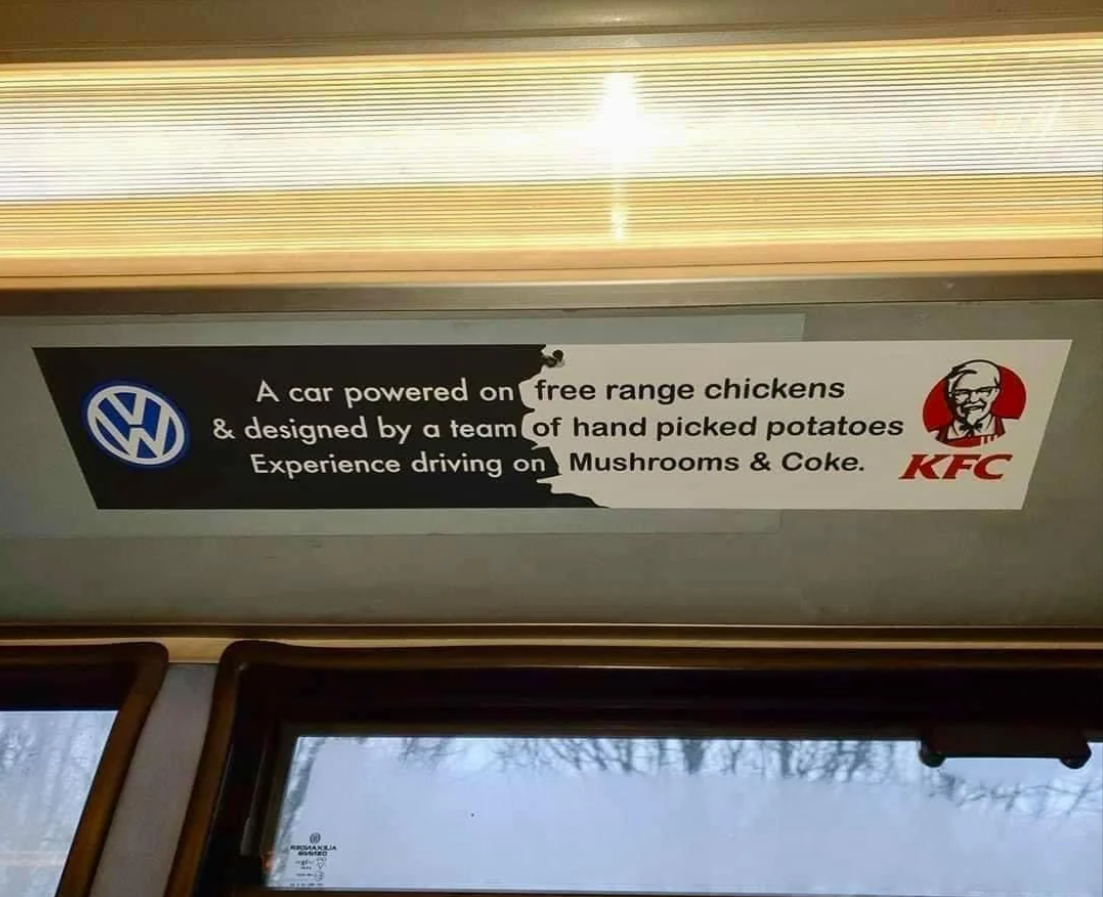 A car powered on free range chickens
& designed by a team of hand picked potatoes
Experience driving on Mushrooms & Coke.
KFC